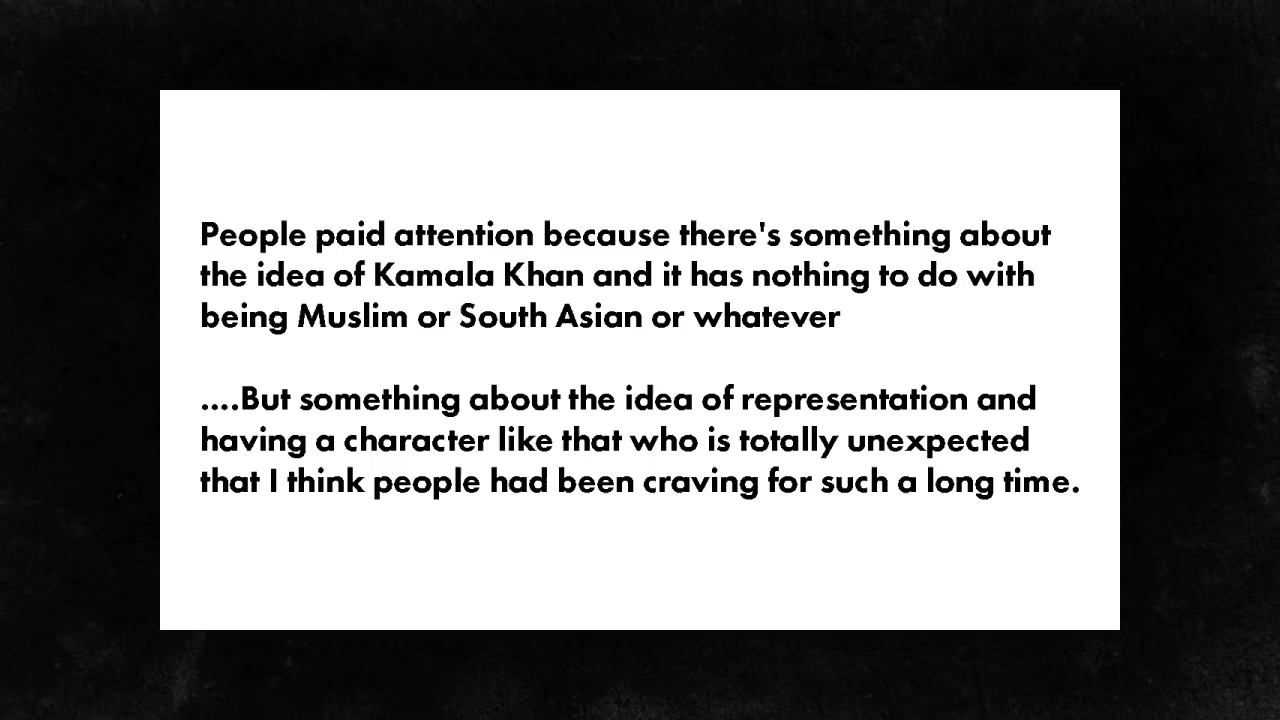 People paid attention because there's something about
the idea of Kamala Khan and it has nothing to do with
being Muslim or South Asian or whatever
....But something about the idea of representation and
having a character like that who is totally unexpected
that I think people had been craving for such a long time.